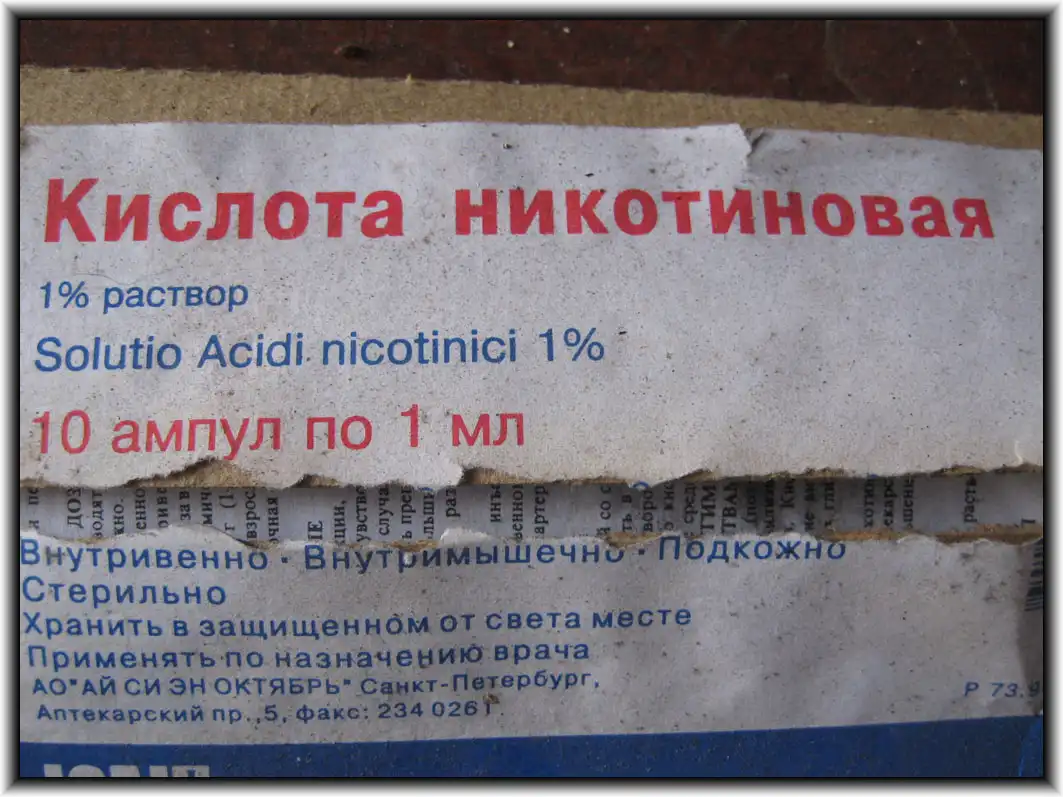 Кислота никотиновая
1% раствор
Solutio Acidi nicotinici 1%
10 ампул по 1 мл
Внутривенно · Внутримышечно · Подкожно
Стерильно
Хранить в защищенном от света месте
Применять по назначению врача
АО"АЙ СИ ЭН ОКТЯБРЬ" Санкт-Петербург,
Аптекарский пр.,5, факс: 234 0261
Р 73.9